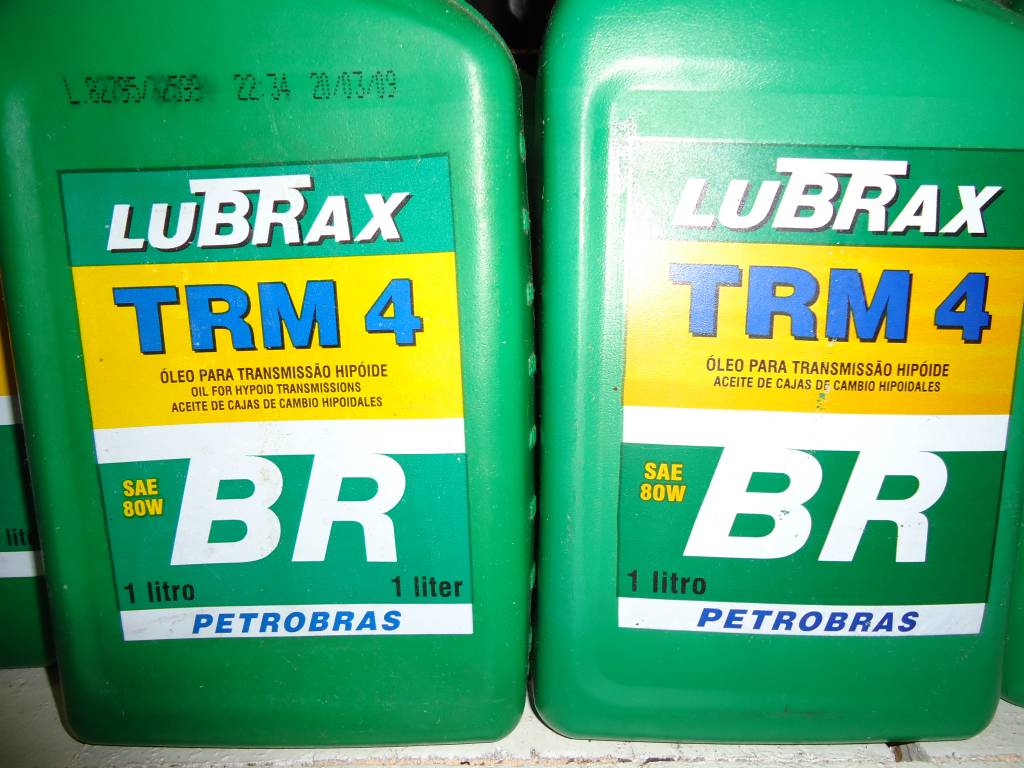 22:34 20/03/09
LUBRAX
TRM 4
ÓLEO PARA TRANSMISSÃO HIPÓIDE
OIL FOR HYPOID TRANSMISSIONS
ACEITE DE CAJAS DE CAMBIO HIPOIDALES
SAE
80W
BR
1 litro 1 liter
PETROBRAS
LUBRAX
TRM 4
ÓLEO PARA TRANSMISSÃO HIPÓIDE
ACEITE DE CAJAS DE CAMBIO HIPOIDALES
SAE
80W
BR
1 litro
PETROBRAS